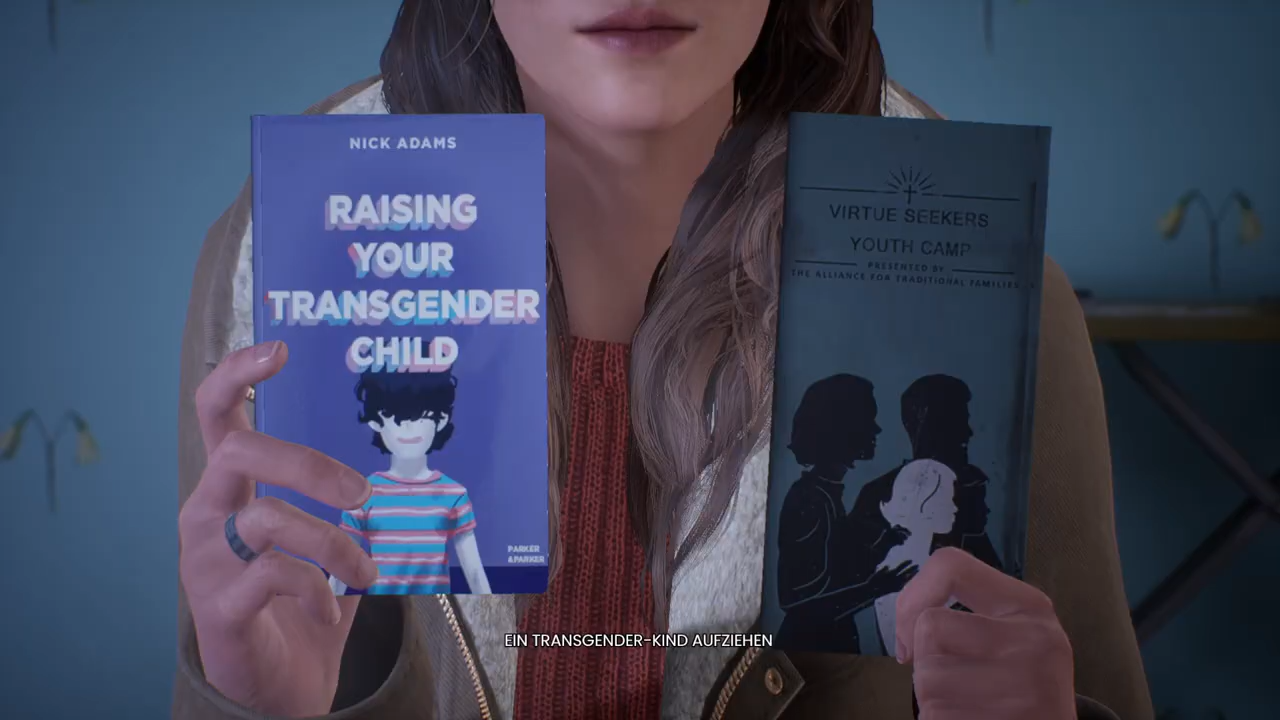 NICK ADAMS
RAISING
YOUR
TRANSGENDER
CHILD
PARKER
&PARKER
VIRTUE SEEKERS
YOUTH CAMP
PRESENTED BY
THE ALLIANCE FOR TRADITIONAL FAMILIES
EIN TRANSGENDER-KIND AUFZIEHEN